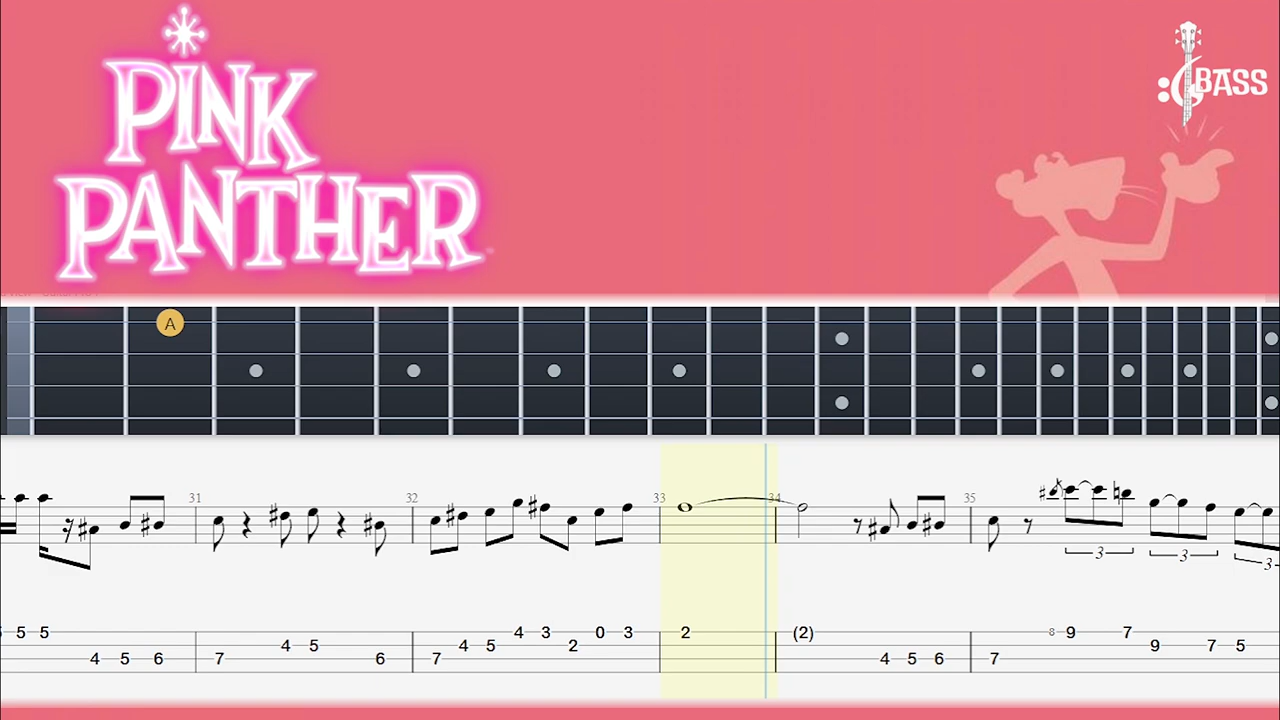 PINK
PANTHER
BASS
A
31 32 33 34 35
3 3 3
5 5 4 3 0 3 2 (2) 8 9 7
4 5 4 5 2 9 7 5
4 5 6 7 6 7 4 5 6 7